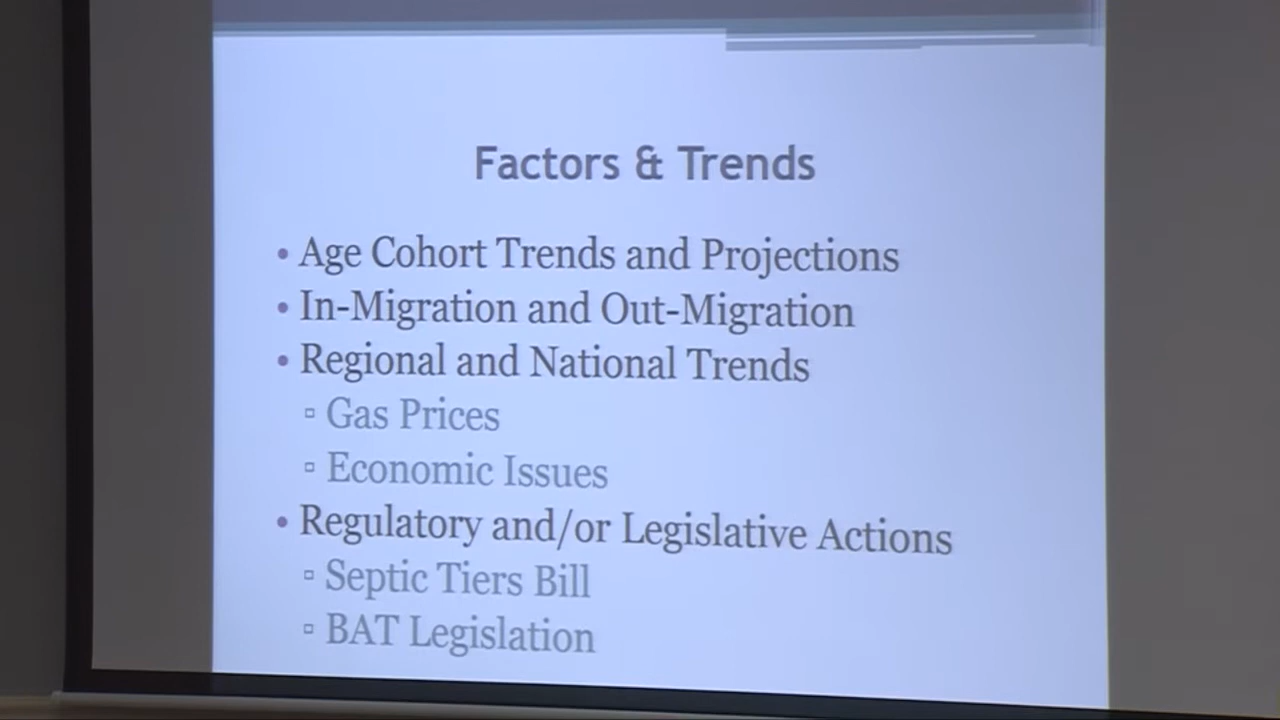 Factors & Trends
• Age Cohort Trends and Projections
• In-Migration and Out-Migration
• Regional and National Trends
▫ Gas Prices
▫ Economic Issues
• Regulatory and/or Legislative Actions
▫ Septic Tiers Bill
▫ BAT Legislation